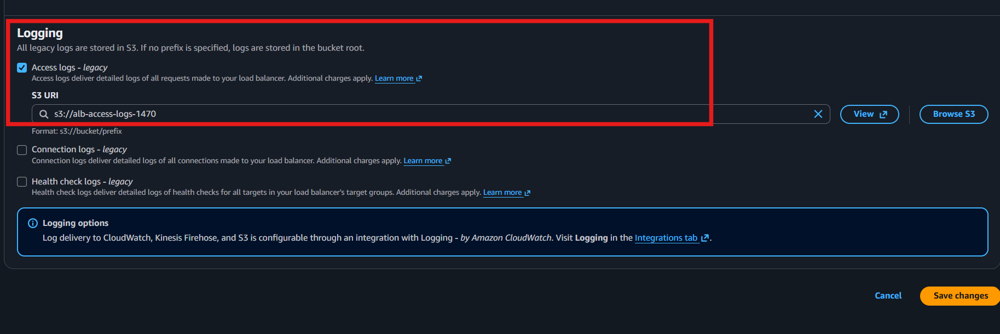 Logging
All legacy logs are stored in S3. If no prefix is specified, logs are stored in the bucket root.
Access logs - legacy
Access logs deliver detailed logs of all requests made to your load balancer. Additional charges apply. Learn more
S3 URI
s3://alb-access-logs-1470
View
Browse S3
Format: s3://bucket/prefix
Connection logs - legacy
Connection logs deliver detailed logs of all connections made to your load balancer. Additional charges apply. Learn more
Health check logs - legacy
Health check logs deliver detailed logs of health checks for all targets in your load balancer's target groups. Additional charges apply. Learn more
Logging options
Log delivery to CloudWatch, Kinesis Firehose, and S3 is configurable through an integration with Logging - by Amazon CloudWatch. Visit Logging in the Integrations tab.
Cancel
Save changes